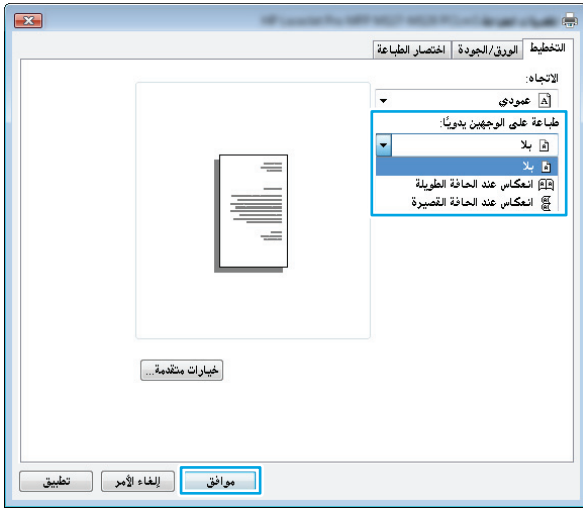 التخطيط الورق/الجودة اختصار الطباعة
الاتجاه:
عمودي
طباعة على الوجهين يدويًا:
بلا
بلا
انعكاس عند الحافة الطويلة
انعكاس عند الحافة القصيرة
خيارات متقدمة...
موافق إلغاء الأمر تطبيق